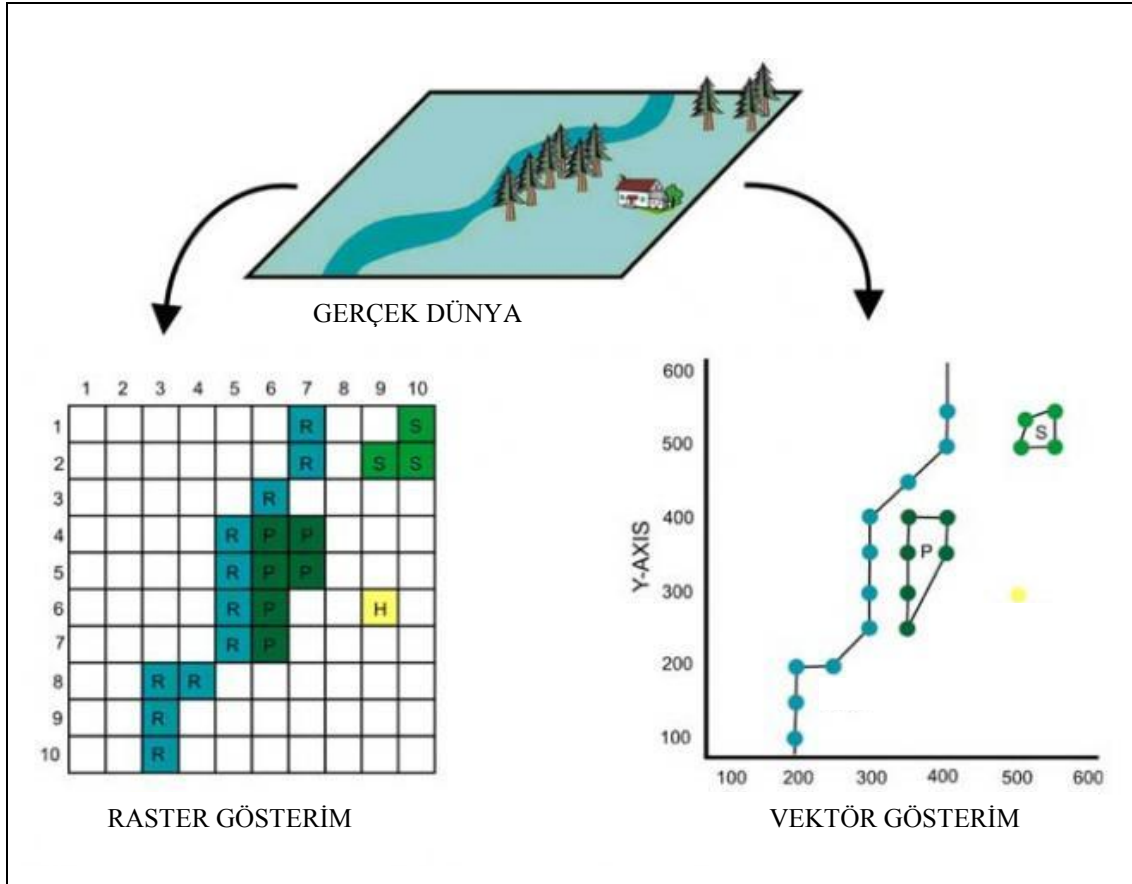 GERÇEK DÜNYA
1 2 3 4 5 6 7 8 9 10
1 R S
2 R S S
3 R
4 R P P
5 R P P
6 R P H
7 R P
8 R R
9 R
10 R
RASTER GÖSTERİM
600
500
400
300
200
100
Y-AXIS
S
P
100 200 300 400 500 600
VEKTÖR GÖSTERİM